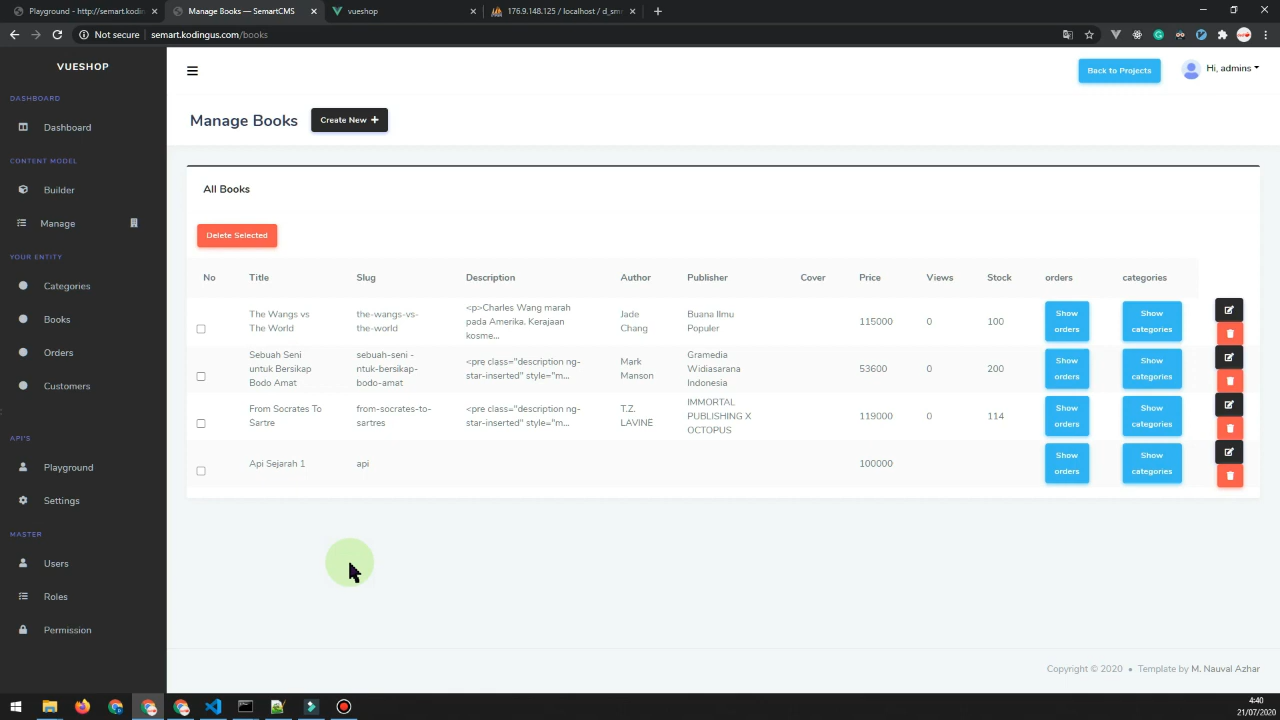 Playground - http://semart.kodin
Manage Books — SemartCMS
vueshop
176.9.148.125 / localhost / d_sm
Not secure
semart.kodingus.com/books
VUESHOP
Back to Projects
Hi, admins
DASHBOARD
Dashboard
Manage Books
Create New
CONTENT MODEL
Builder
Manage
YOUR ENTITY
Categories
Books
Orders
Customers
API'S
Playground
Settings
MASTER
Users
Roles
Permission
All Books
Delete Selected
No Title Slug Description Author Publisher Cover Price Views Stock orders categories
The Wangs vs
The World
the-wangs-vs-
the-world
<p>Charles Wang marah
pada Amerika. Kerajaan
kosme...
Jade
Chang
Buana Ilmu
Populer
115000
0
100
Show
orders
Show
categories
Sebuah Seni
untuk Bersikap
Bodo Amat
sebuah-seni -
ntuk-bersikap-
bodo-amat
<pre class="description ng-
star-inserted" style="m...
Mark
Manson
Gramedia
Widiasarana
Indonesia
53600
0
200
Show
orders
Show
categories
From Socrates To
Sartre
from-socrates-to-
sartres
<pre class="description ng-
star-inserted" style="m...
T.Z.
LAVINE
IMMORTAL
PUBLISHING X
OCTOPUS
119000
0
114
Show
orders
Show
categories
Api Sejarah 1
api
100000
Show
orders
Show
categories
Copyright © 2020 • Template by M. Nauval Azhar
4:40
21/07/2020